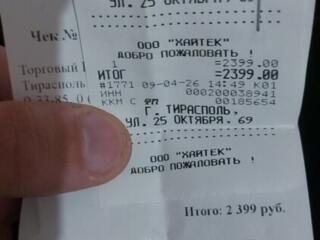 УЛ. 25 ОКТЯБРЯ
Чек №
ООО "ХАЙТЕК"
ДОБРО ПОЖАЛОВАТЬ !
1 =2399.00
Торговый
ИТОГ =2399.00
Тирасполь
#1771 09-04-26 14:49 К01
ИНН 000200038941
ККМ С ФП 00185654
Г. ТИРАСПОЛЬ,
УЛ. 25 ОКТЯБРЯ. 69
ООО "ХАЙТЕК"
ДОБРО ПОЖАЛОВАТЬ !
Итого: 2 399 руб.